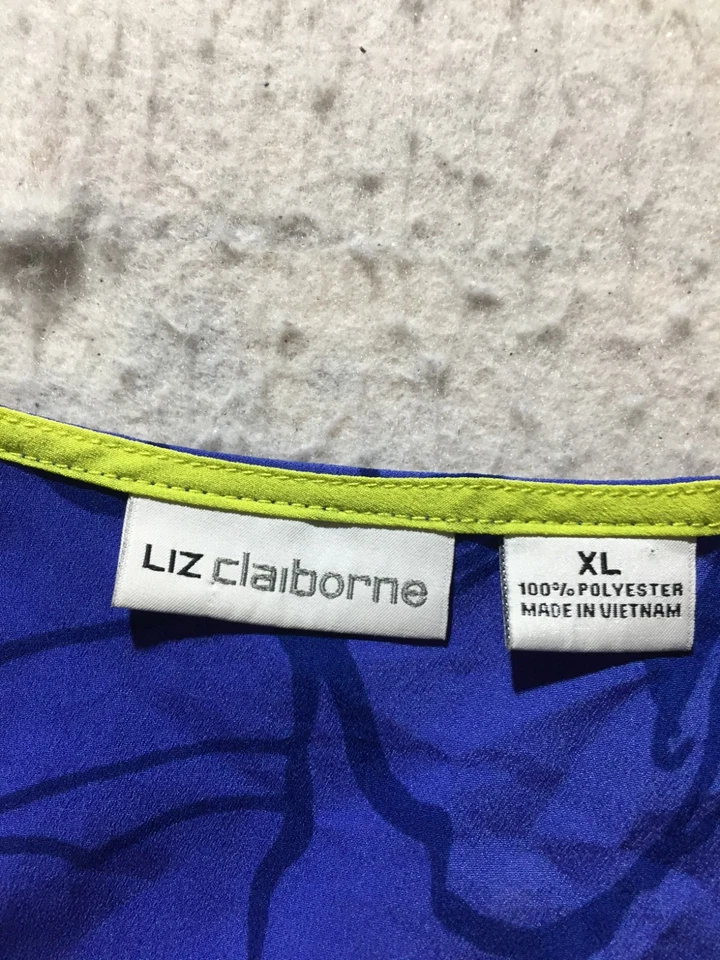 LIZ claiborne
XL
100% POLYESTER
MADE IN VIETNAM